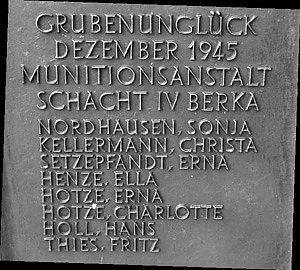 GRUBENUNGLÜCK
DEZEMBER 1945
MUNITIONSANSTALT
SCHACHT IV BERKA
NORDHAUSEN, SONJA
KELLERMANN, CHRISTA
SETZEPFANDT, ERNA
HENZE, ELLA
HOTZE, ERNA
HOTZE, CHARLOTTE
HOLL, HANS
THIES, FRITZ